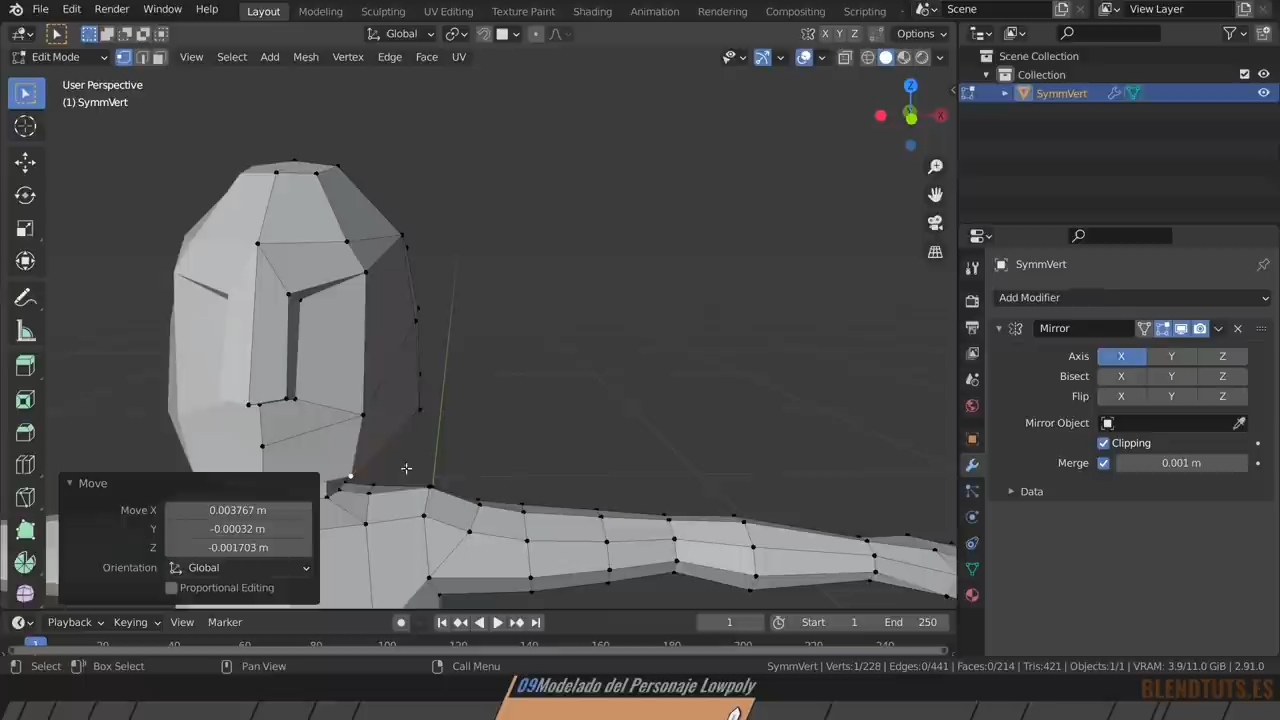 File Edit Render Window Help Layout Modeling Sculpting UV Editing Texture Paint Shading Animation Rendering Compositing Scripting Scene View Layer
Global X Y Z Options
Edit Mode View Select Add Mesh Vertex Edge Face UV
User Perspective
(1) SymmVert
Z
X
Scene Collection
Collection
SymmVert
SymmVert
Add Modifier
Mirror
Axis X Y Z
Bisect X Y Z
Flip X Y Z
Mirror Object
Clipping
Merge 0.001 m
Data
Move
Move X 0.003767 m
Y -0.00032 m
Z -0.001703 m
Orientation Global
Proportional Editing
Playback Keying View Marker 1 Start 1 End 250
1
Select Box Select Pan View Call Menu SymmVert | Verts:1/228 | Edges:0/441 | Faces:0/214 | Tris:421 | Objects:1/1 | VRAM: 3.9/11.0 GiB | 2.91.0
09Modelado del Personaje Lowpoly
BLENDTUTS.ES